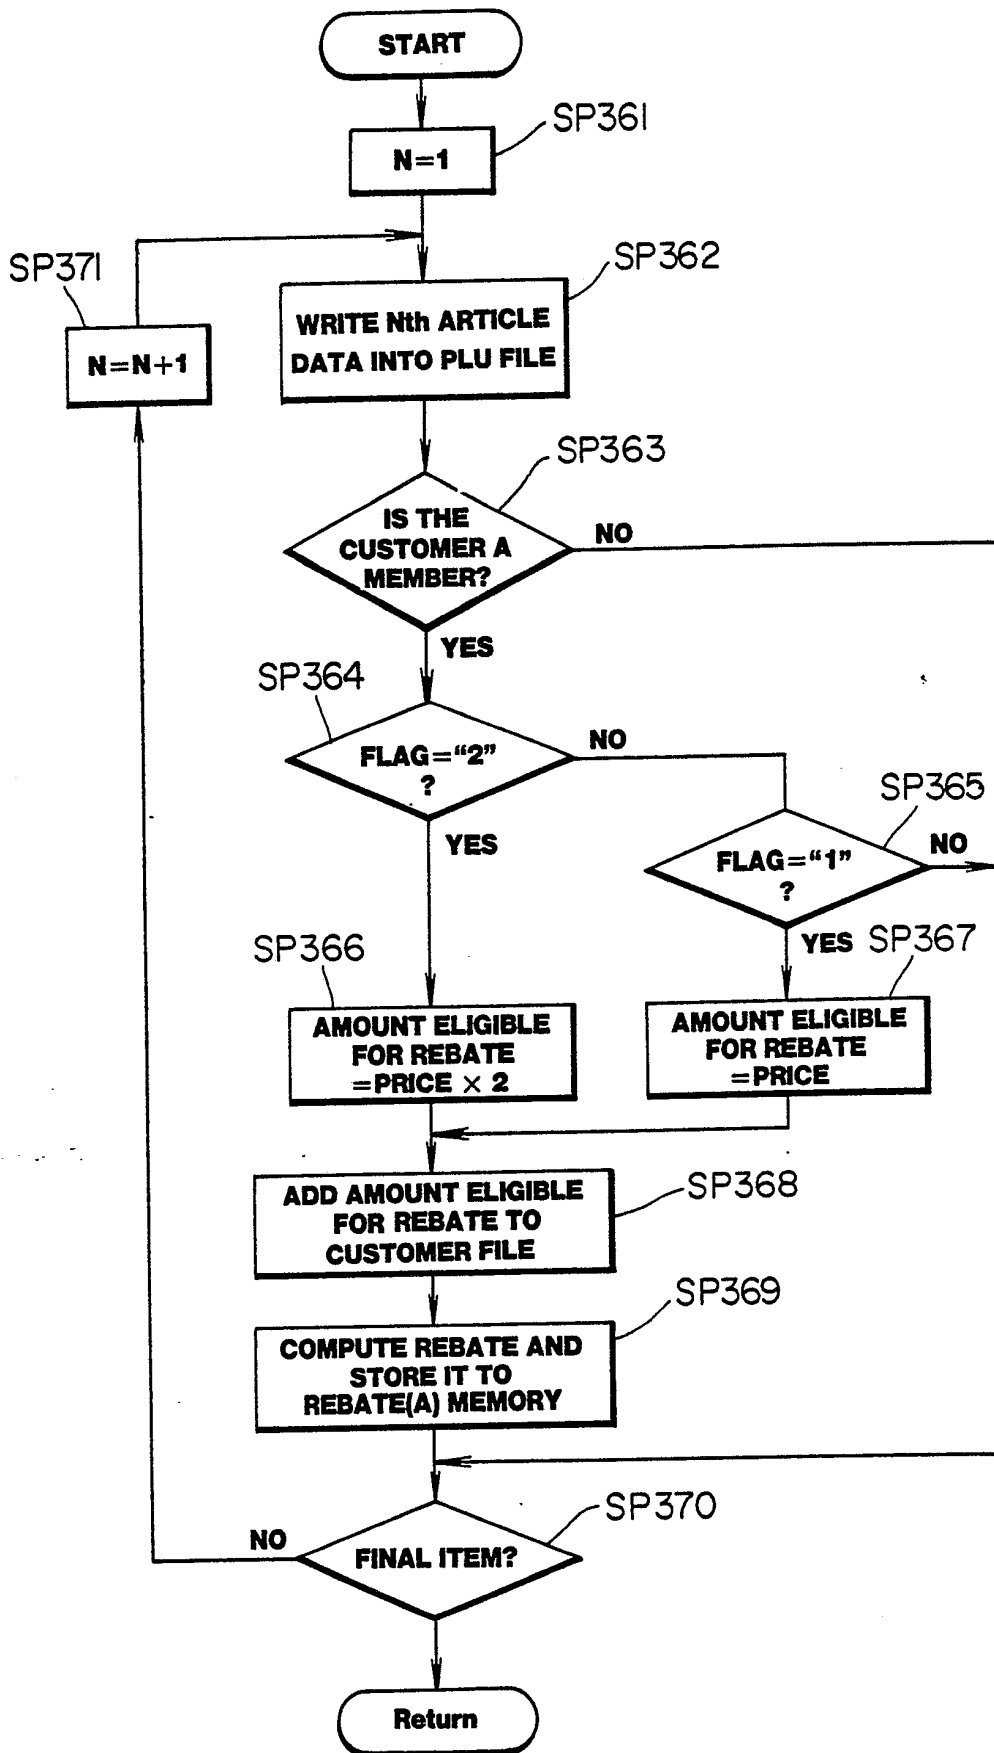 START
SP361
N=1
SP371
SP362
WRITE Nth ARTICLE
DATA INTO PLU FILE
N=N+1
SP363
IS THE
CUSTOMER A
MEMBER?
NO
YES
SP364
FLAG="2"
?
NO
YES
SP365
FLAG="1"
?
NO
YES
SP366
SP367
AMOUNT ELIGIBLE
FOR REBATE
=PRICE × 2
AMOUNT ELIGIBLE
FOR REBATE
=PRICE
SP368
ADD AMOUNT ELIGIBLE
FOR REBATE TO
CUSTOMER FILE
SP369
COMPUTE REBATE AND
STORE IT TO
REBATE(A) MEMORY
SP370
NO
FINAL ITEM?
Return